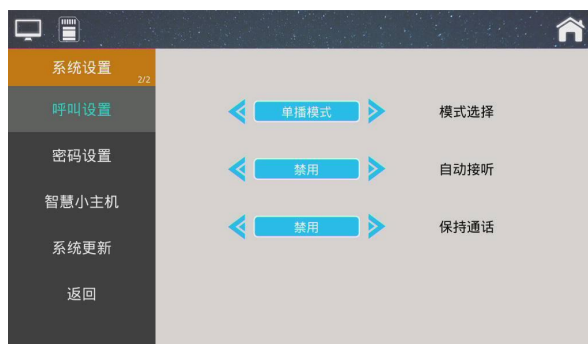 系统设置
2/2
呼叫设置
密码设置
智慧小主机
系统更新
返回
单播模式 模式选择
禁用 自动接听
禁用 保持通话